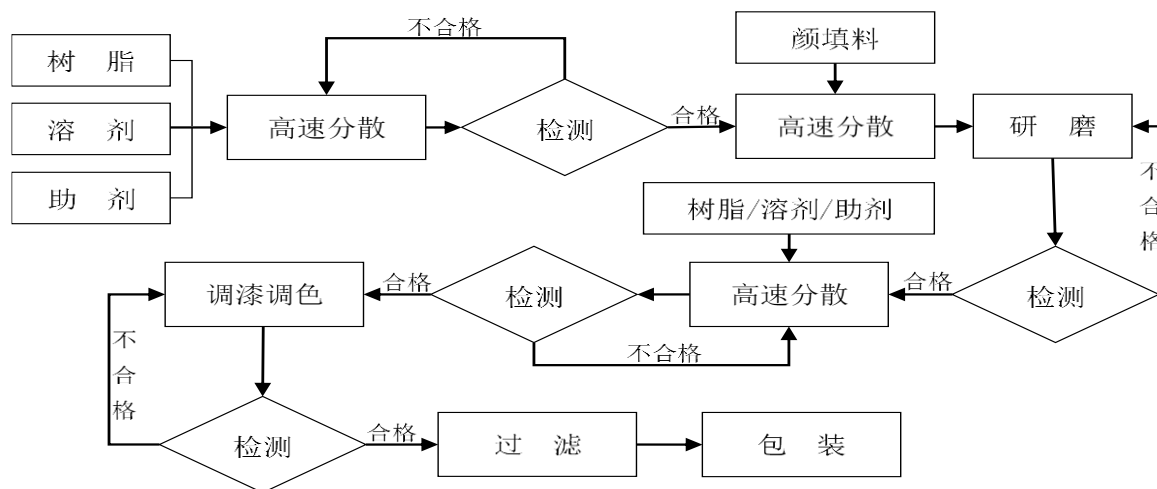 树 脂
溶 剂
助 剂
高速分散
不合格
检测
合格
颜填料
高速分散
研 磨
不
合
格
检测
合格
树脂/溶剂/助剂
高速分散
不合格
检测
合格
调漆调色
不
合
格
检测
合格
过 滤
包 装